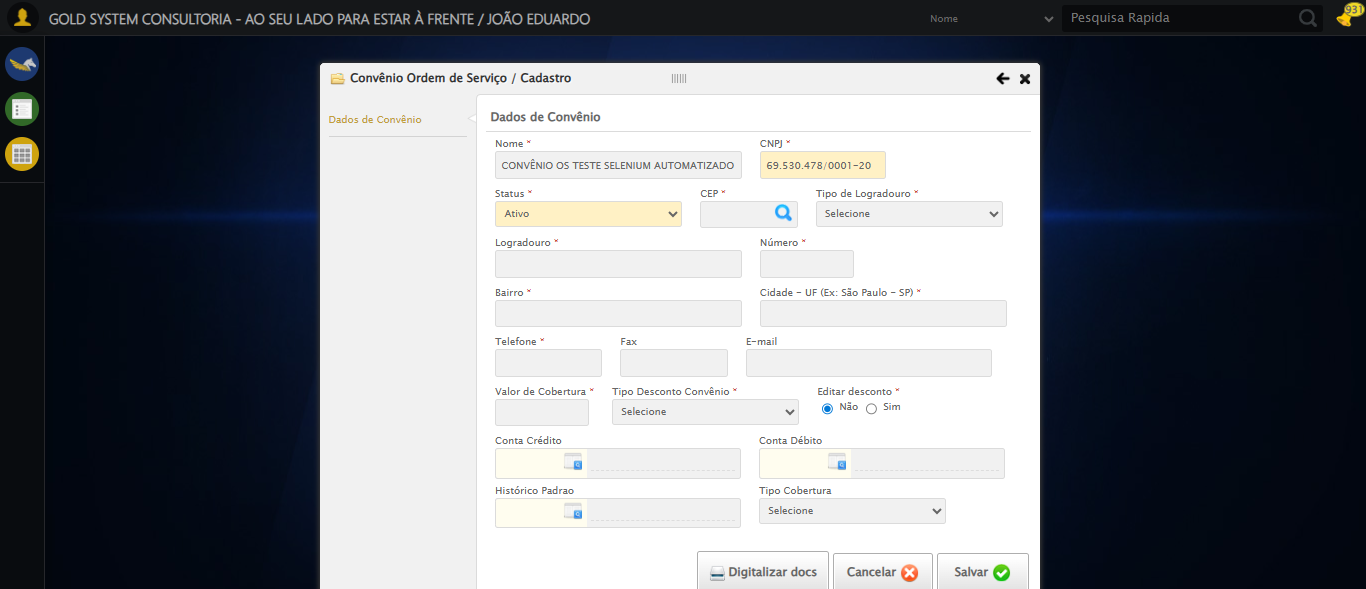 GOLD SYSTEM CONSULTORIA - AO SEU LADO PARA ESTAR À FRENTE / JOÃO EDUARDO
Nome
Pesquisa Rapida
931
Convênio Ordem de Serviço / Cadastro
Dados de Convênio
Dados de Convênio
Nome * CNPJ *
CONVÊNIO OS TESTE SELENIUM AUTOMATIZADO 69.530.478/0001-20
Status * CEP * Tipo de Logradouro *
Ativo Selecione
Logradouro * Número *
Bairro * Cidade - UF (Ex: São Paulo - SP) *
Telefone * Fax E-mail
Valor de Cobertura * Tipo Desconto Convênio * Editar desconto *
Selecione Não Sim
Conta Crédito Conta Débito
Histórico Padrao Tipo Cobertura
Selecione
Digitalizar docs Cancelar Salvar